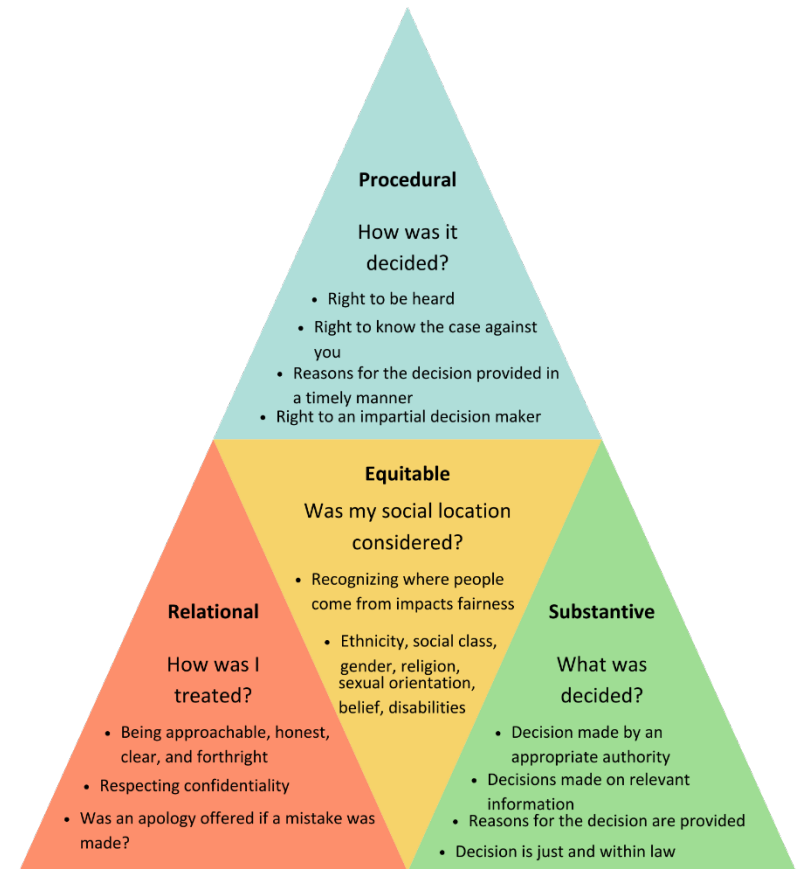 Procedural
How was it
decided?
• Right to be heard
• Right to know the case against
you
• Reasons for the decision provided in
a timely manner
• Right to an impartial decision maker
Equitable
Was my social location
considered?
• Recognizing where people
come from impacts fairness
• Ethnicity, social class,
gender, religion,
sexual orientation,
belief, disabilities
Relational
How was I
treated?
• Being approachable, honest,
clear, and forthright
• Respecting confidentiality
• Was an apology offered if a mistake was
made?
Substantive
What was
decided?
• Decision made by an
appropriate authority
• Decisions made on relevant
information
• Reasons for the decision are provided
• Decision is just and within law